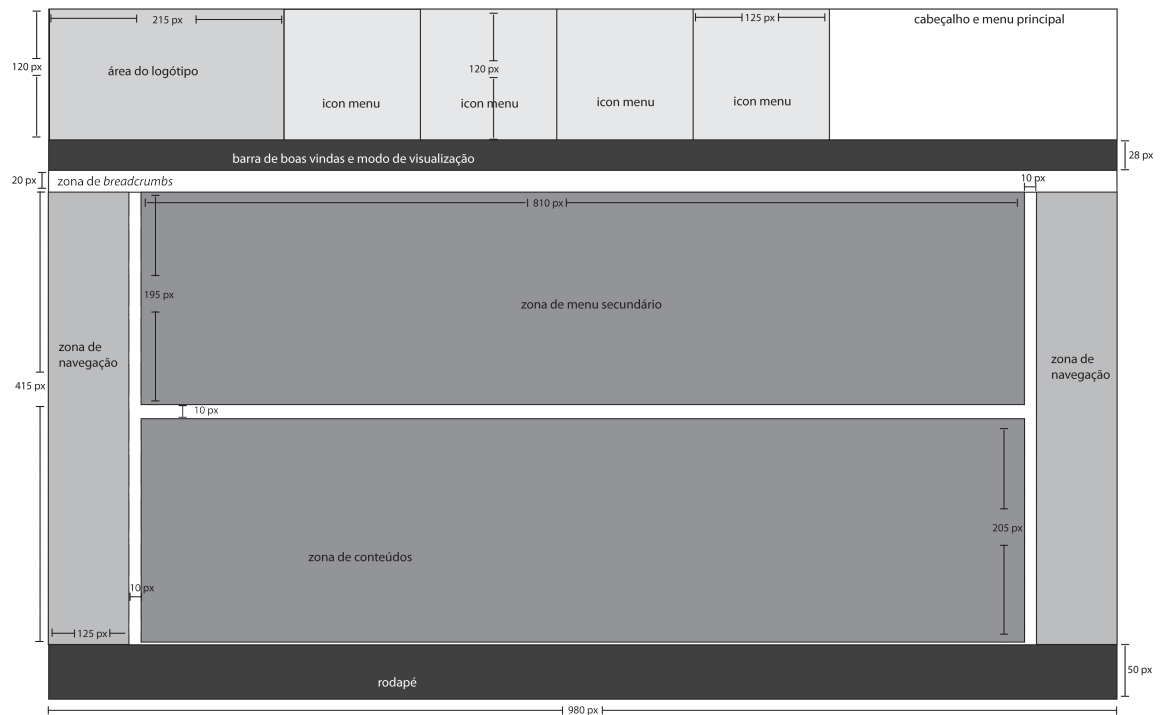 215 px
125 px
cabeçalho e menu principal
120 px
área do logótipo
120 px
icon menu
icon menu
icon menu
icon menu
barra de boas vindas e modo de visualização
28 px
20 px
zona de breadcrumbs
10 px
810 px
195 px
zona de menu secundário
zona de
navegação
zona de
navegação
415 px
10 px
205 px
zona de conteúdos
10 px
125 px
50 px
rodapé
980 px